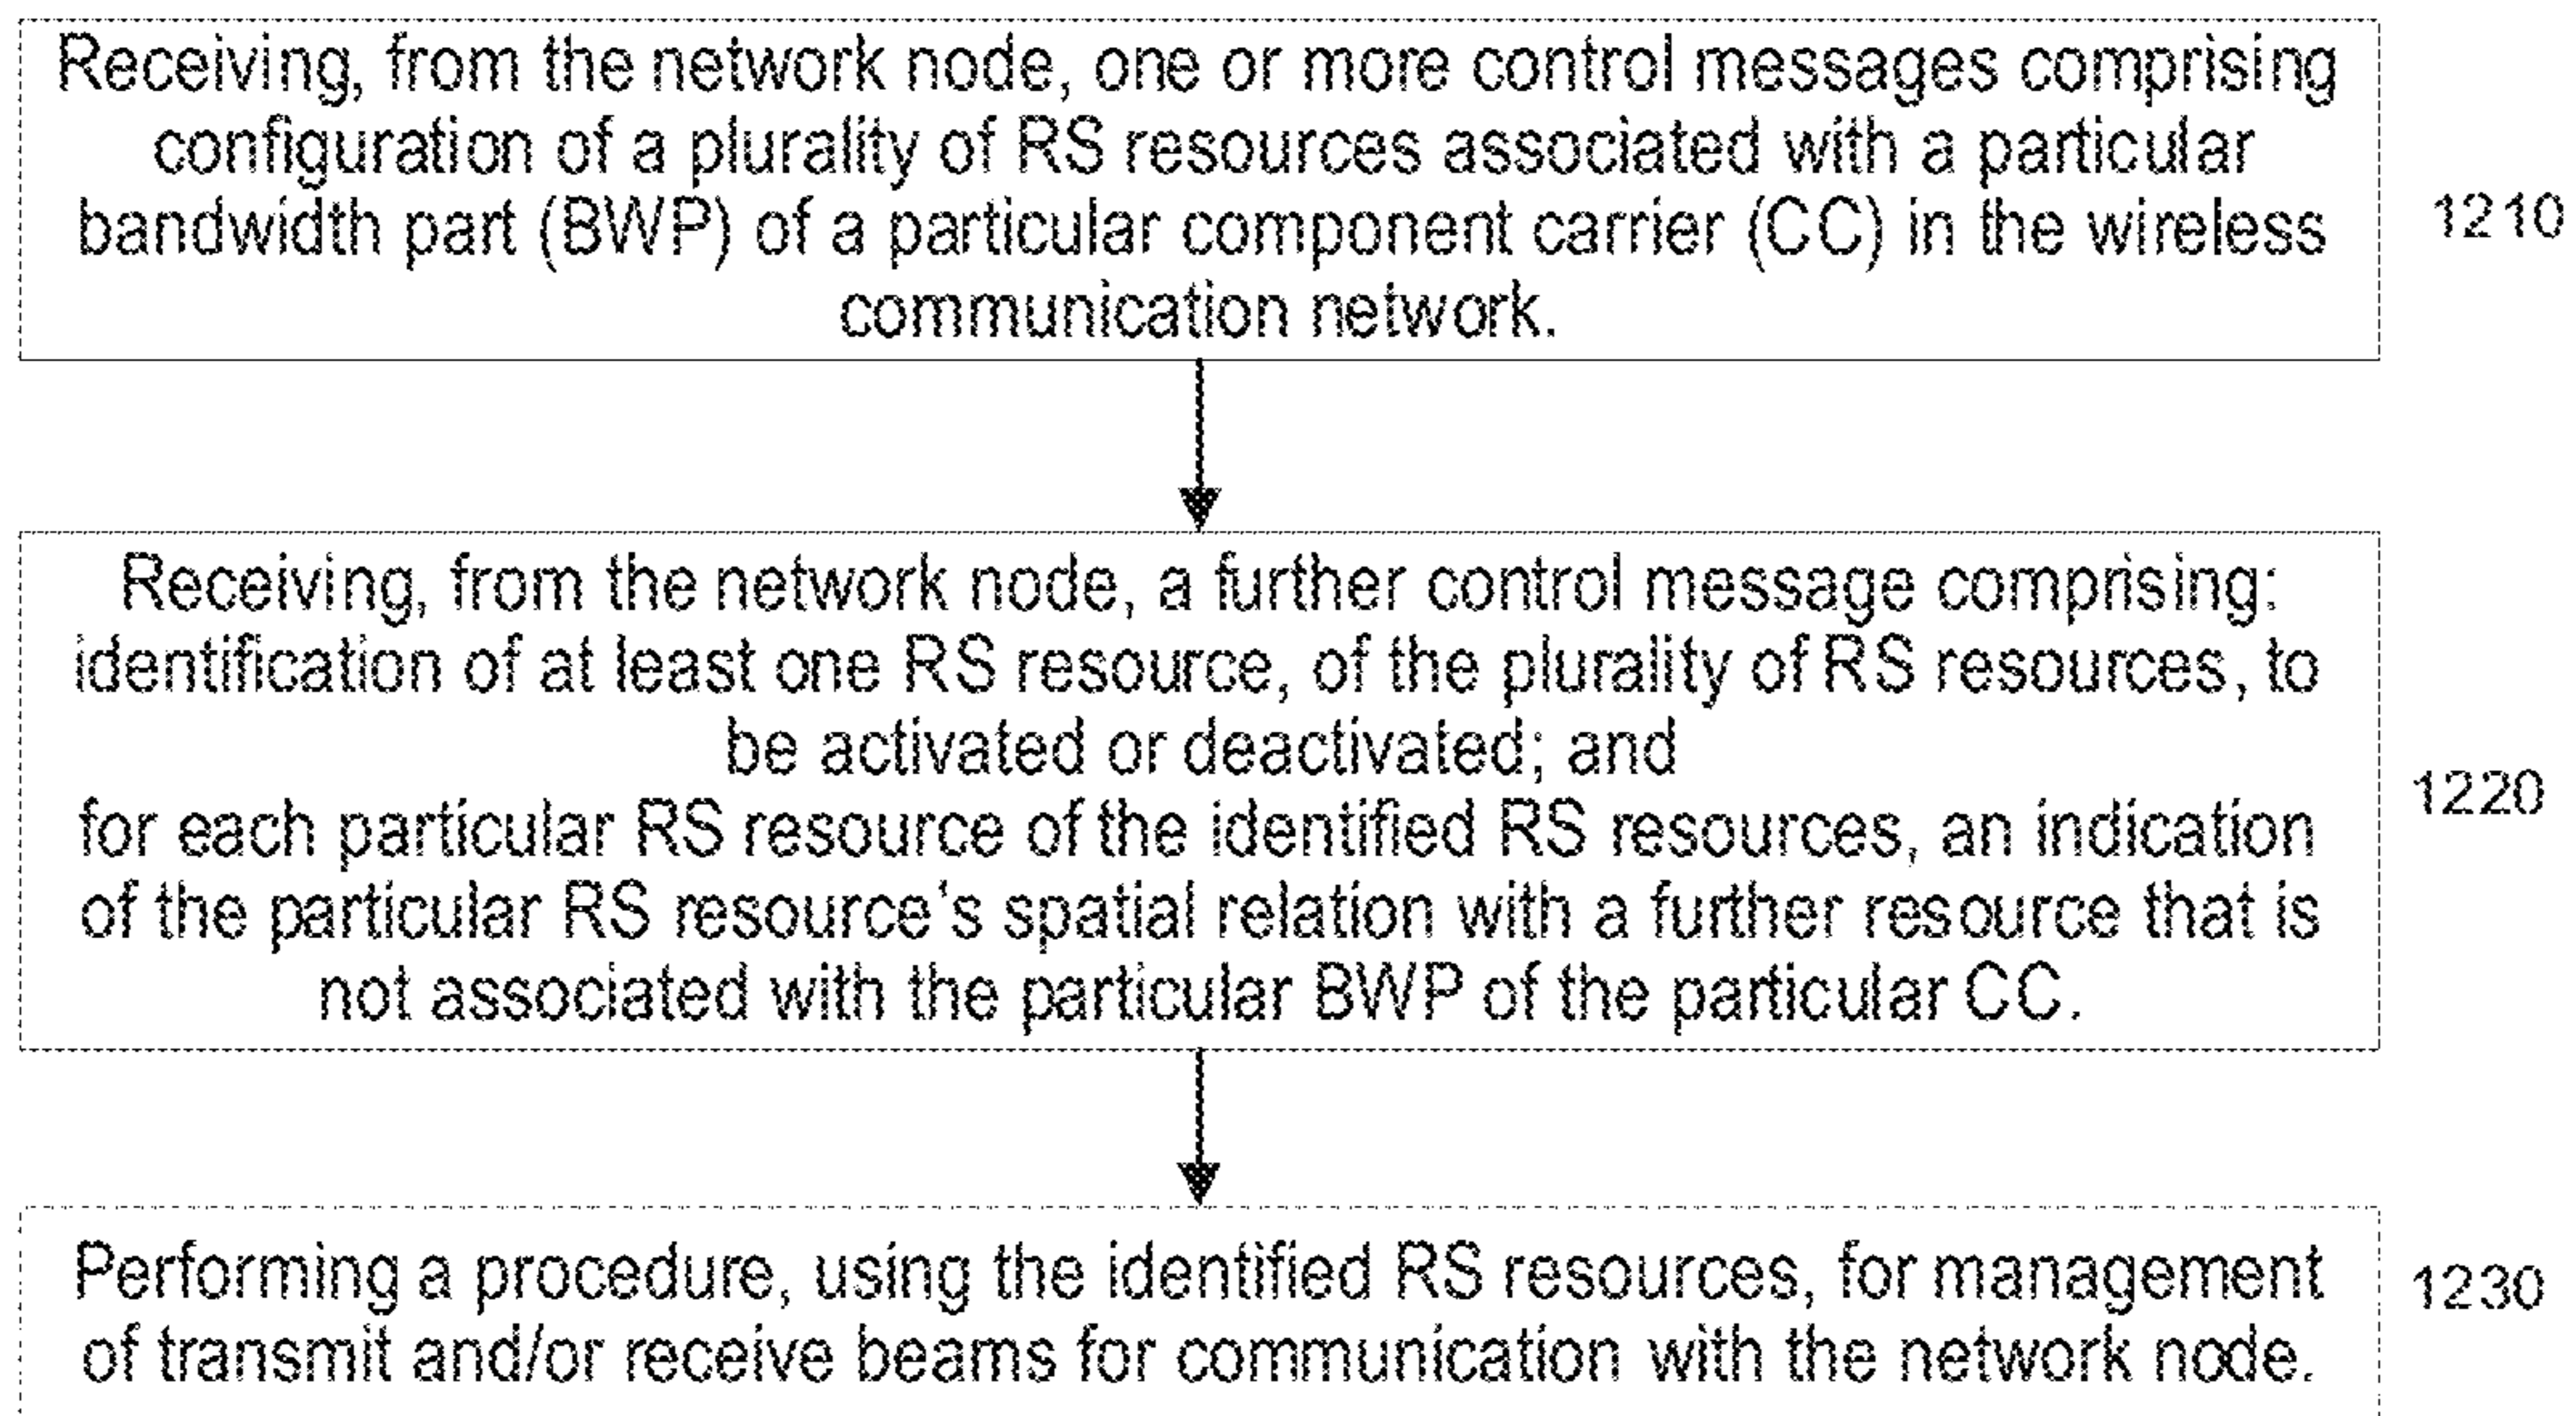 Receiving, from the network node, one or more control messages comprising
configuration of a plurality of RS resources associated with a particular
bandwidth part (BWP) of a particular component carrier (CC) in the wireless
communication network.
1210
Receiving, from the network node, a further control message comprising:
identification of at least one RS resource, of the plurality of RS resources, to
be activated or deactivated; and
for each particular RS resource of the identified RS resources, an indication
of the particular RS resource's spatial relation with a further resource that is
not associated with the particular BWP of the particular CC.
1220
Performing a procedure, using the identified RS resources, for management
of transmit and/or receive beams for communication with the network node.
1230